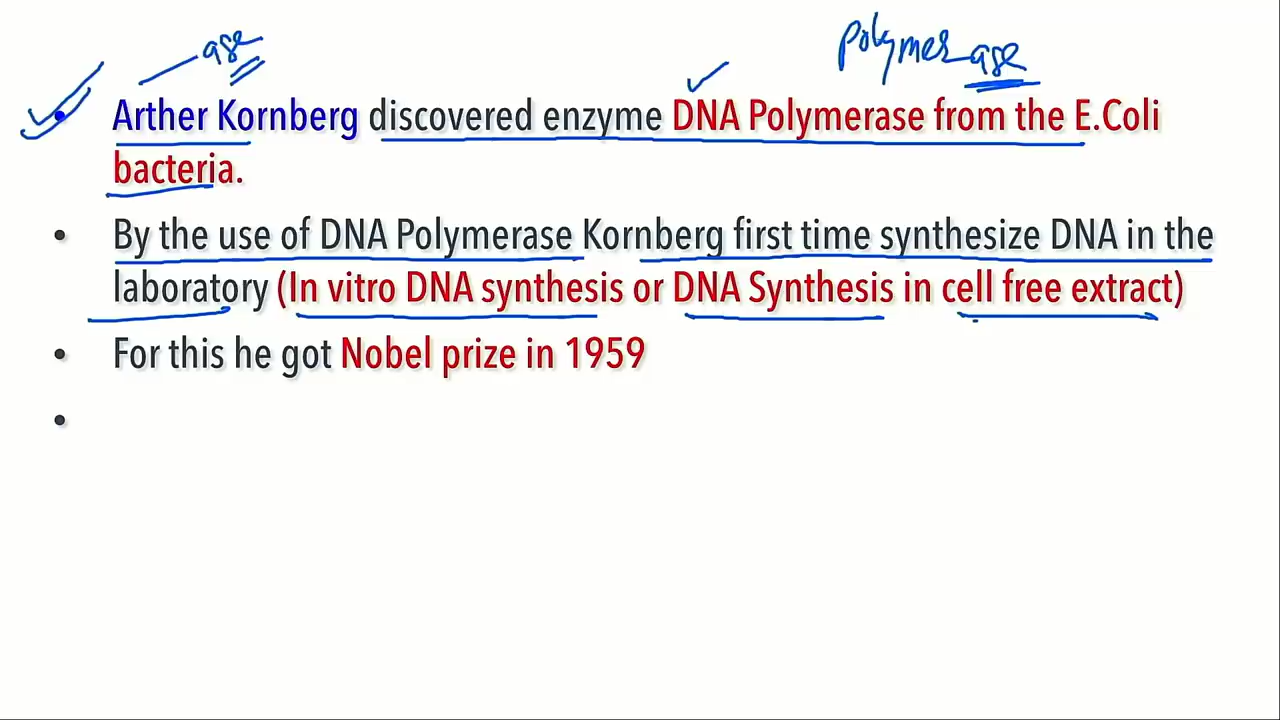 ase
polymerase
• Arther Kornberg discovered enzyme DNA Polymerase from the E.Coli
bacteria.
• By the use of DNA Polymerase Kornberg first time synthesize DNA in the
laboratory (In vitro DNA synthesis or DNA Synthesis in cell free extract)
• For this he got Nobel prize in 1959
•